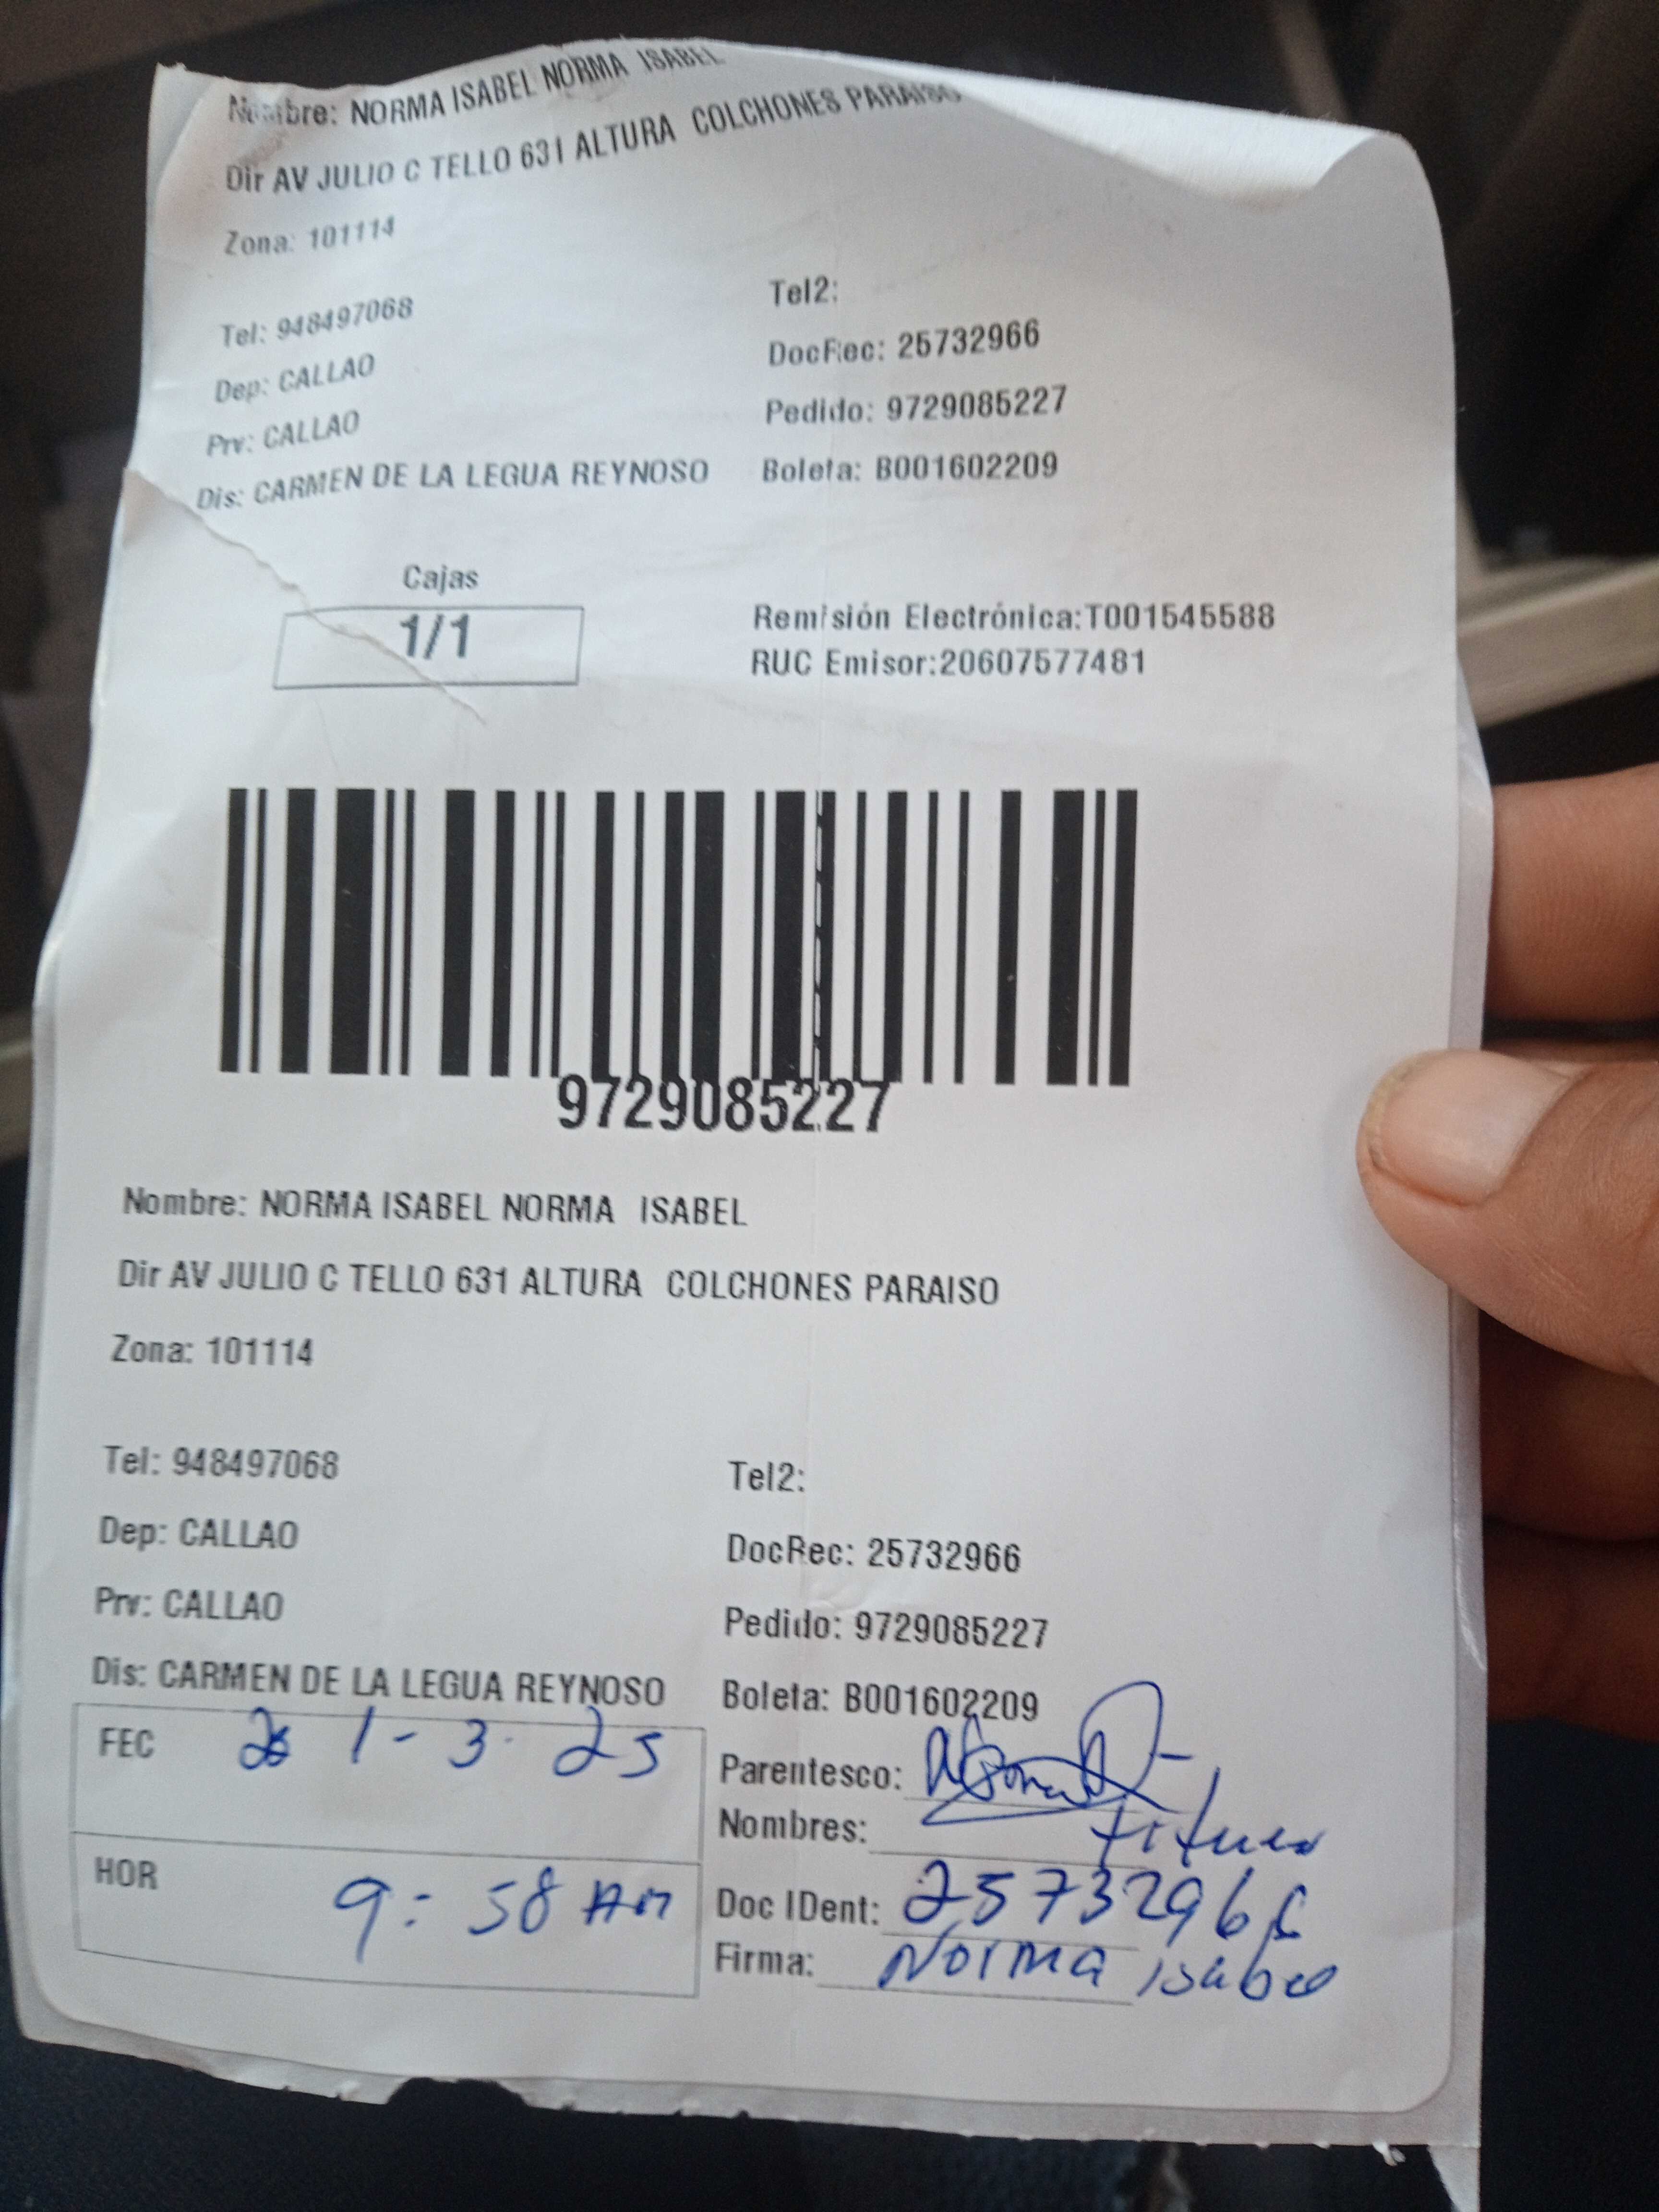 Nombre: NORMA ISABEL NORMA ISABEL
Dir AV JULIO C TELLO 631 ALTURA COLCHONES PARAISO
Zona: 101114
Tel: 948497068 Tel2:
Dep: CALLAO DocRec: 25732966
Prv: CALLAO Pedido: 9729085227
Dis: CARMEN DE LA LEGUA REYNOSO Boleta: B001602209
Cajas
1/1
Remisión Electrónica:T001545588
RUC Emisor:20607577481
9729085227
Nombre: NORMA ISABEL NORMA ISABEL
Dir AV JULIO C TELLO 631 ALTURA COLCHONES PARAISO
Zona: 101114
Tel: 948497068 Tel2:
Dep: CALLAO DocRec: 25732966
Prv: CALLAO Pedido: 9729085227
Dis: CARMEN DE LA LEGUA REYNOSO Boleta: B001602209
FEC 1-3-25
Parentesco:
Nombres:
HOR 9:58 AM
Doc IDent: 25732966
Firma: Norma isabel